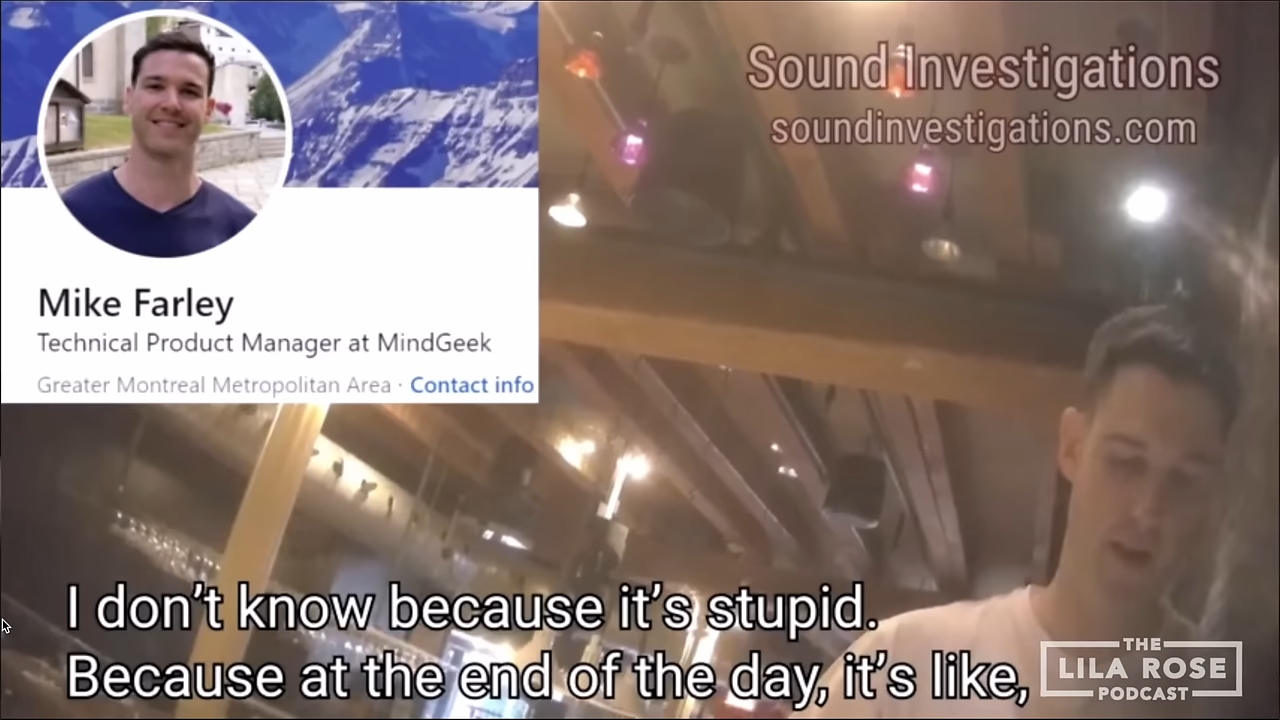 Sound Investigations
soundinvestigations.com
Mike Farley
Technical Product Manager at MindGeek
Greater Montreal Metropolitan Area · Contact info
I don't know because it's stupid.
Because at the end of the day, it's like,
THE
LILA ROSE
PODCAST